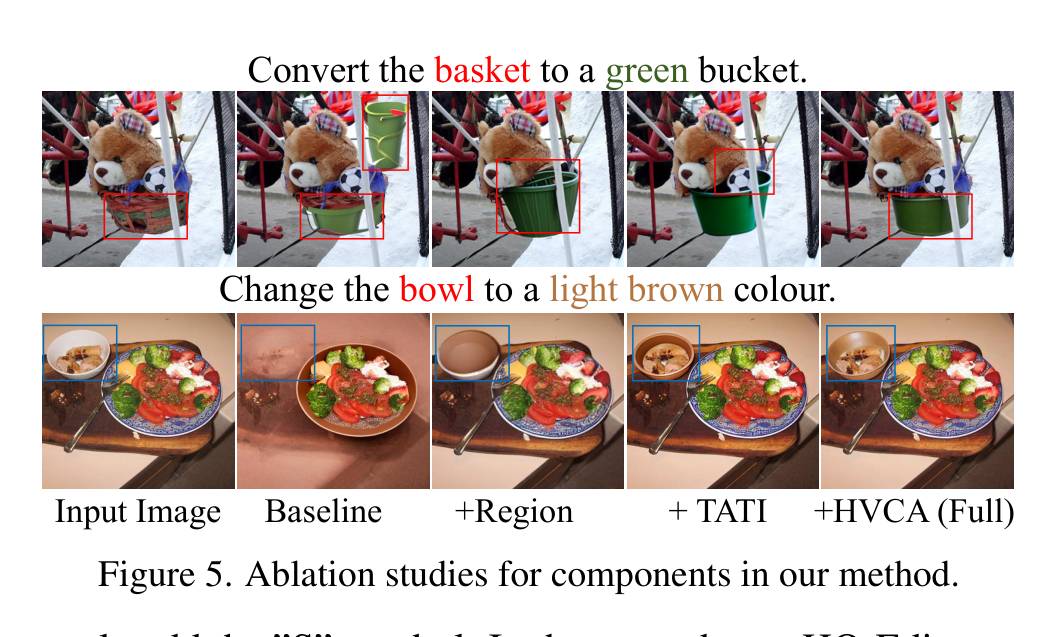 Convert the basket to a green bucket.
Change the bowl to a light brown colour.
Input Image Baseline +Region + TATI +HVCA (Full)
Figure 5. Ablation studies for components in our method.